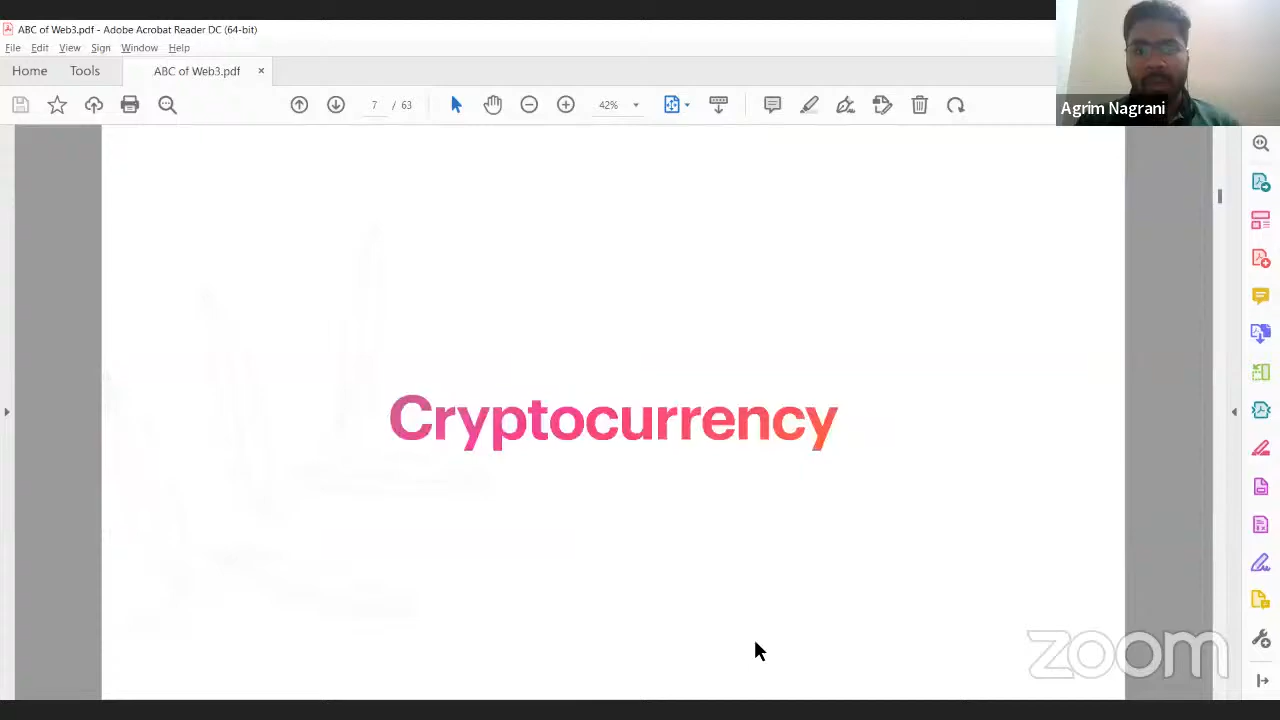 ABC of Web3.pdf - Adobe Acrobat Reader DC (64-bit)
File Edit View Sign Window Help
Home Tools ABC of Web3.pdf ×
7 / 63 42%
Agrim Nagrani
Cryptocurrency
zoom